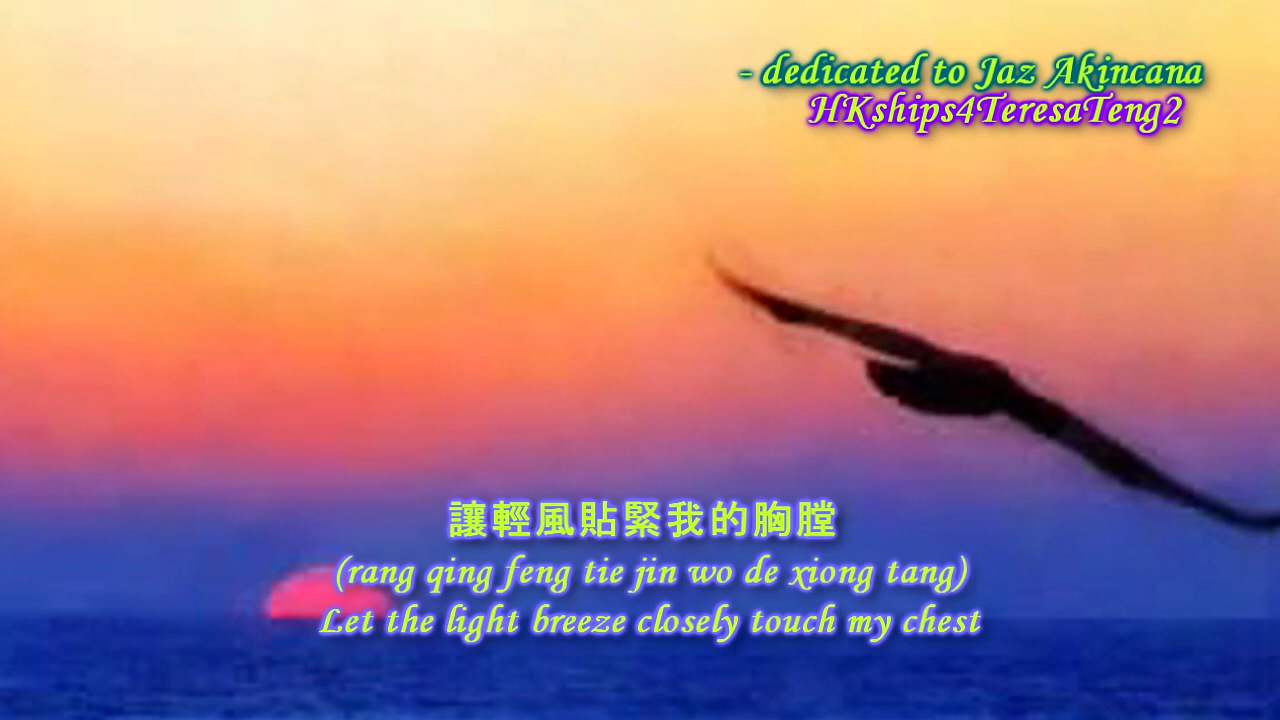 - dedicated to Jaz Akincana
HKships4TeresaTeng2
讓輕風貼緊我的胸膛
(rang qing feng tie jin wo de xiong tang)
Let the light breeze closely touch my chest